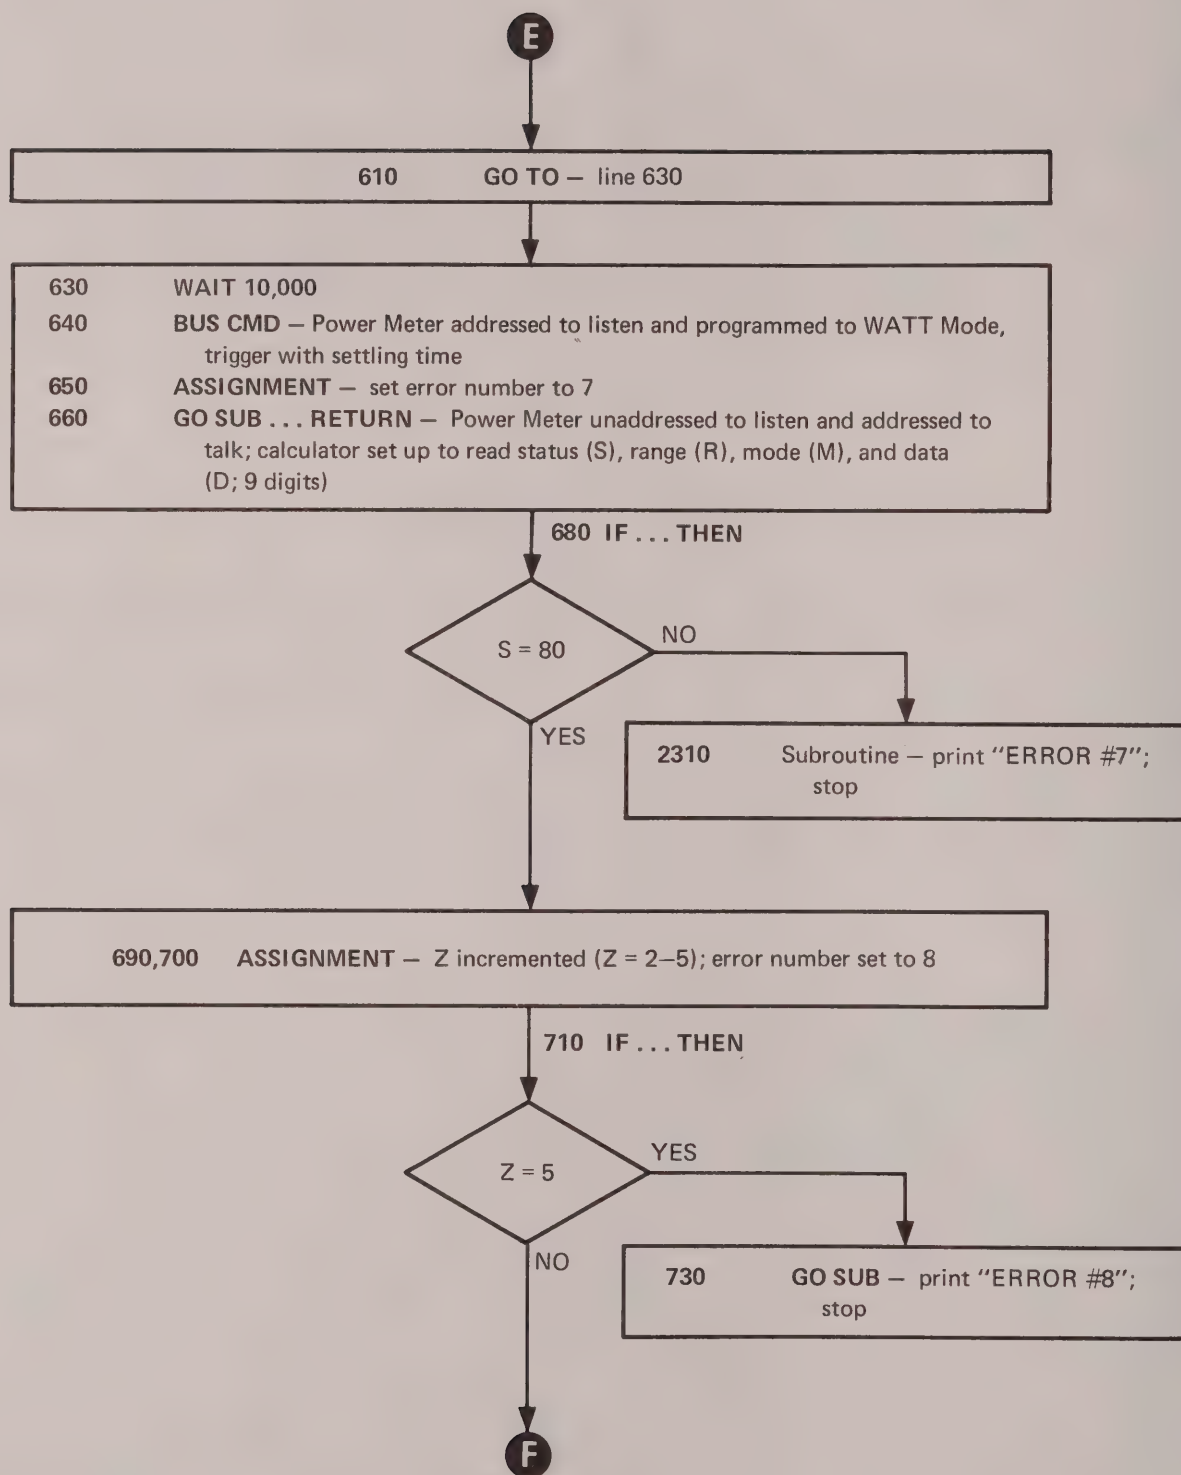 E
610 GO TO — line 630
630 WAIT 10,000
640 BUS CMD — Power Meter addressed to listen and programmed to WATT Mode,
trigger with settling time
650 ASSIGNMENT — set error number to 7
660 GO SUB . . . RETURN — Power Meter unaddressed to listen and addressed to
talk; calculator set up to read status (S), range (R), mode (M), and data
(D; 9 digits)
680 IF . . . THEN
S = 80
NO
YES
2310 Subroutine — print “ERROR #7”;
stop
690,700 ASSIGNMENT — Z incremented (Z = 2–5); error number set to 8
710 IF . . . THEN
Z = 5
YES
NO
730 GO SUB — print “ERROR #8”;
stop
F